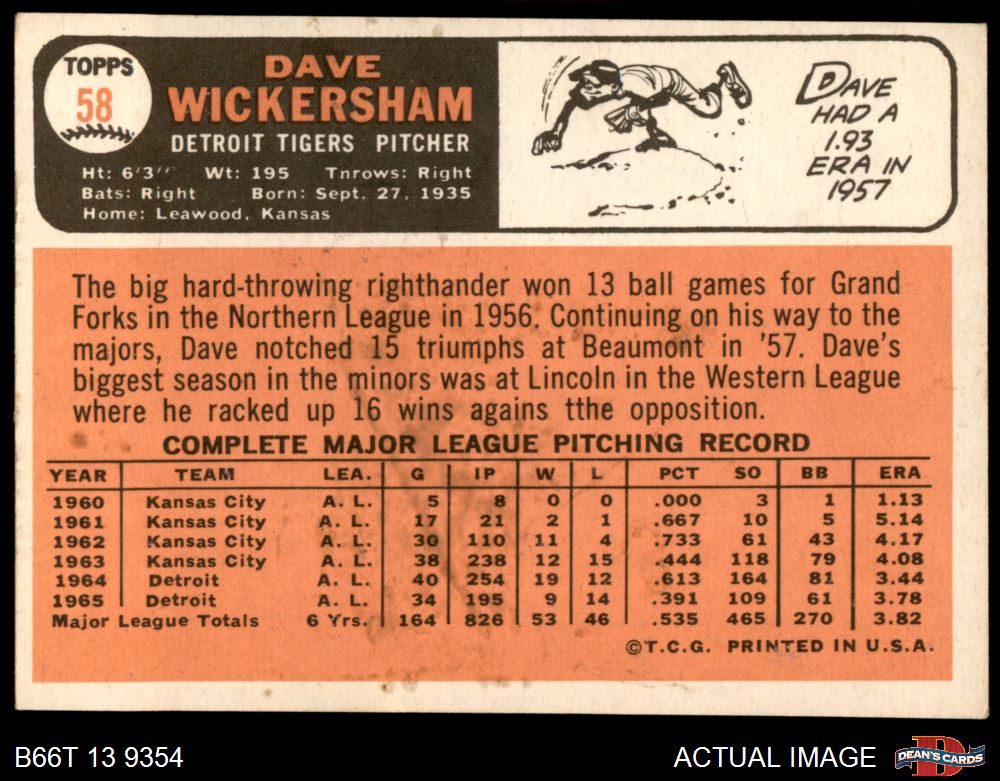 TOPPS
58
DAVE
WICKERSHAM
DETROIT TIGERS PITCHER
Ht: 6'3" Wt: 195 Throws: Right
Bats: Right Born: Sept. 27, 1935
Home: Leawood, Kansas
DAVE
HAD A
1.93
ERA IN
1957
The big hard-throwing righthander won 13 ball games for Grand
Forks in the Northern League in 1956. Continuing on his way to the
majors, Dave notched 15 triumphs at Beaumont in '57. Dave's
biggest season in the minors was at Lincoln in the Western League
where he racked up 16 wins agains tthe opposition.
COMPLETE MAJOR LEAGUE PITCHING RECORD
YEAR TEAM LEA. G IP W L PCT SO BB ERA
1960 Kansas City A. L. 5 8 0 0 .000 3 1 1.13
1961 Kansas City A. L. 17 21 2 1 .667 10 5 5.14
1962 Kansas City A. L. 30 110 11 4 .733 61 43 4.17
1963 Kansas City A. L. 38 238 12 15 .444 118 79 4.08
1964 Detroit A. L. 40 254 19 12 .613 164 81 3.44
1965 Detroit A. L. 34 195 9 14 .391 109 61 3.78
Major League Totals 6 Yrs. 164 826 53 46 .535 465 270 3.82
©T.C.G. PRINTED IN U.S.A.
B66T 13 9354
ACTUAL IMAGE
D
DEAN'S CARDS